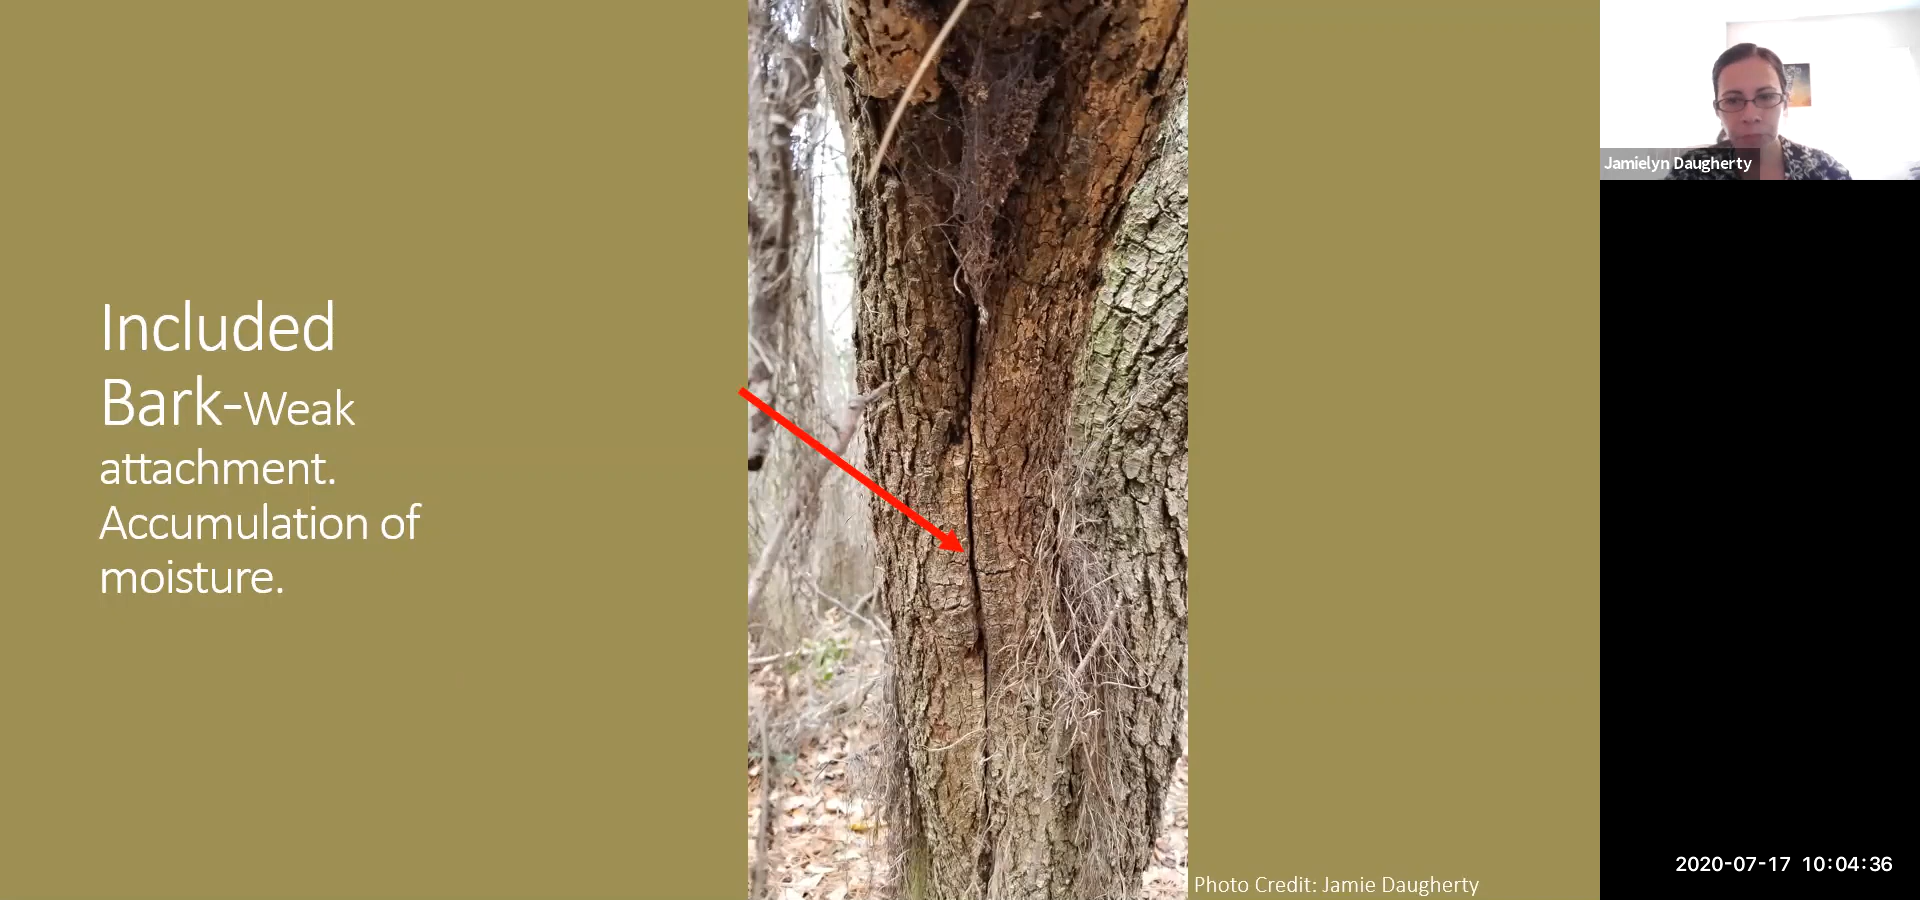 Included
Bark-Weak
attachment.
Accumulation of
moisture.
Jamielyn Daugherty
Photo Credit: Jamie Daugherty
2020-07-17 10:04:36